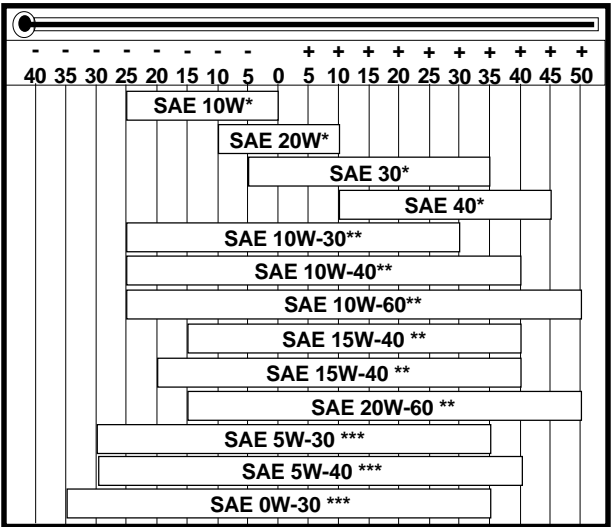 - - - - - - - - + + + + + + + + + +
40 35 30 25 20 15 10 5 0 5 10 15 20 25 30 35 40 45 50
SAE 10W*
SAE 20W*
SAE 30*
SAE 40*
SAE 10W-30**
SAE 10W-40**
SAE 10W-60**
SAE 15W-40 **
SAE 15W-40 **
SAE 20W-60 **
SAE 5W-30 ***
SAE 5W-40 ***
SAE 0W-30 ***